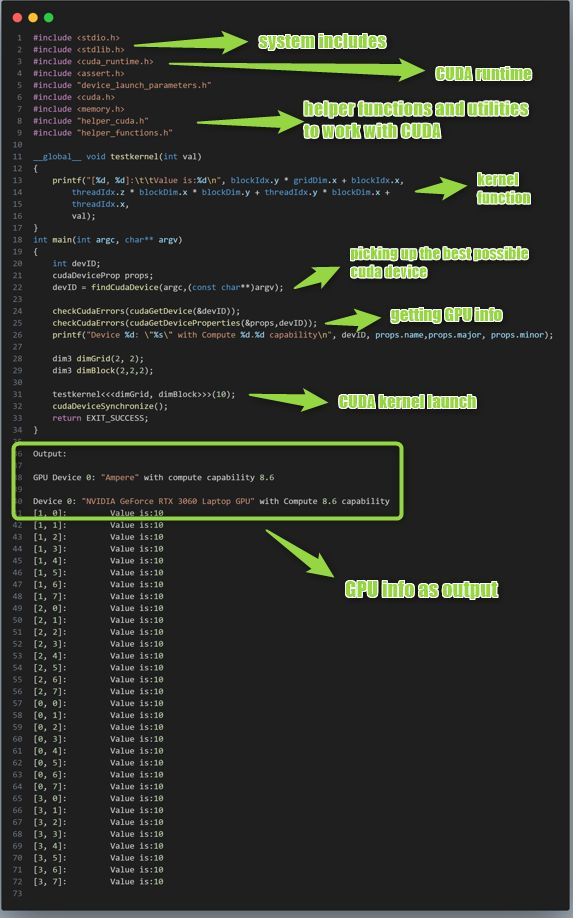 1 #include <stdio.h>
2 #include <stdlib.h>
system includes
3 #include <cuda_runtime.h>
CUDA runtime
4 #include <assert.h>
5 #include "device_launch_parameters.h"
6 #include <cuda.h>
7 #include <memory.h>
8 #include "helper_cuda.h"
9 #include "helper_functions.h"
helper functions and utilities
to work with CUDA
10
11 __global__ void testkernel(int val)
12 {
13     printf("[%d, %d]:\t\tValue is:%d\n", blockIdx.y * gridDim.x + blockIdx.x,
14         threadIdx.z * blockDim.x * blockDim.y + threadIdx.y * blockDim.x +
15         threadIdx.x,
16         val);
kernel
function
17 }
18 int main(int argc, char** argv)
19 {
20     int devID;
21     cudaDeviceProp props;
22     devID = findCudaDevice(argc,(const char**)argv);
picking up the best possible
cuda device
23
24     checkCudaErrors(cudaGetDevice(&devID));
25     checkCudaErrors(cudaGetDeviceProperties(&props,devID));
getting GPU info
26     printf("Device %d: \"%s\" with Compute %d.%d capability\n", devID, props.name,props.major, props.minor);
27
28     dim3 dimGrid(2, 2);
29     dim3 dimBlock(2,2,2);
30
31     testkernel<<<dimGrid, dimBlock>>>(10);
CUDA kernel launch
32     cudaDeviceSynchronize();
33     return EXIT_SUCCESS;
34 }
35
36 Output:
37
38 GPU Device 0: "Ampere" with compute capability 8.6
39
40 Device 0: "NVIDIA GeForce RTX 3060 Laptop GPU" with Compute 8.6 capability
41 [1, 0]:         Value is:10
42 [1, 1]:         Value is:10
43 [1, 2]:         Value is:10
44 [1, 3]:         Value is:10
45 [1, 4]:         Value is:10
46 [1, 5]:         Value is:10
47 [1, 6]:         Value is:10
48 [1, 7]:         Value is:10
GPU info as output
49 [2, 0]:         Value is:10
50 [2, 1]:         Value is:10
51 [2, 2]:         Value is:10
52 [2, 3]:         Value is:10
53 [2, 4]:         Value is:10
54 [2, 5]:         Value is:10
55 [2, 6]:         Value is:10
56 [2, 7]:         Value is:10
57 [0, 0]:         Value is:10
58 [0, 1]:         Value is:10
59 [0, 2]:         Value is:10
60 [0, 3]:         Value is:10
61 [0, 4]:         Value is:10
62 [0, 5]:         Value is:10
63 [0, 6]:         Value is:10
64 [0, 7]:         Value is:10
65 [3, 0]:         Value is:10
66 [3, 1]:         Value is:10
67 [3, 2]:         Value is:10
68 [3, 3]:         Value is:10
69 [3, 4]:         Value is:10
70 [3, 5]:         Value is:10
71 [3, 6]:         Value is:10
72 [3, 7]:         Value is:10
73